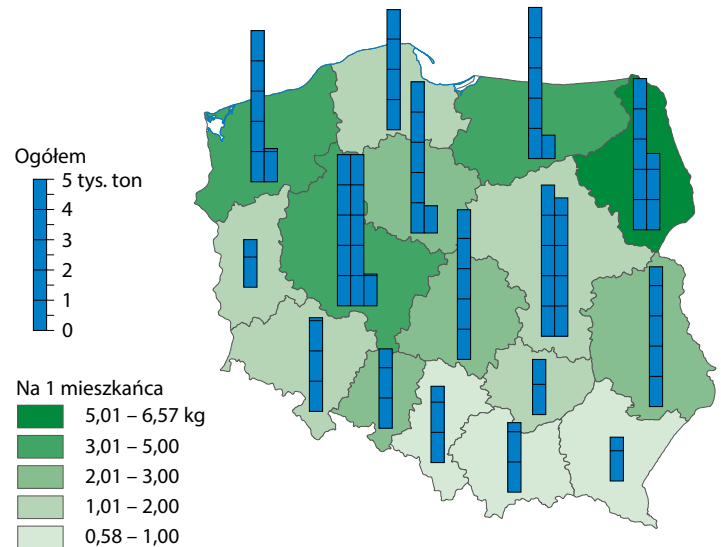 Ogółem
5 tys. ton
4
3
2
1
0
Na 1 mieszkańca
5,01 – 6,57 kg
3,01 – 5,00
2,01 – 3,00
1,01 – 2,00
0,58 – 1,00